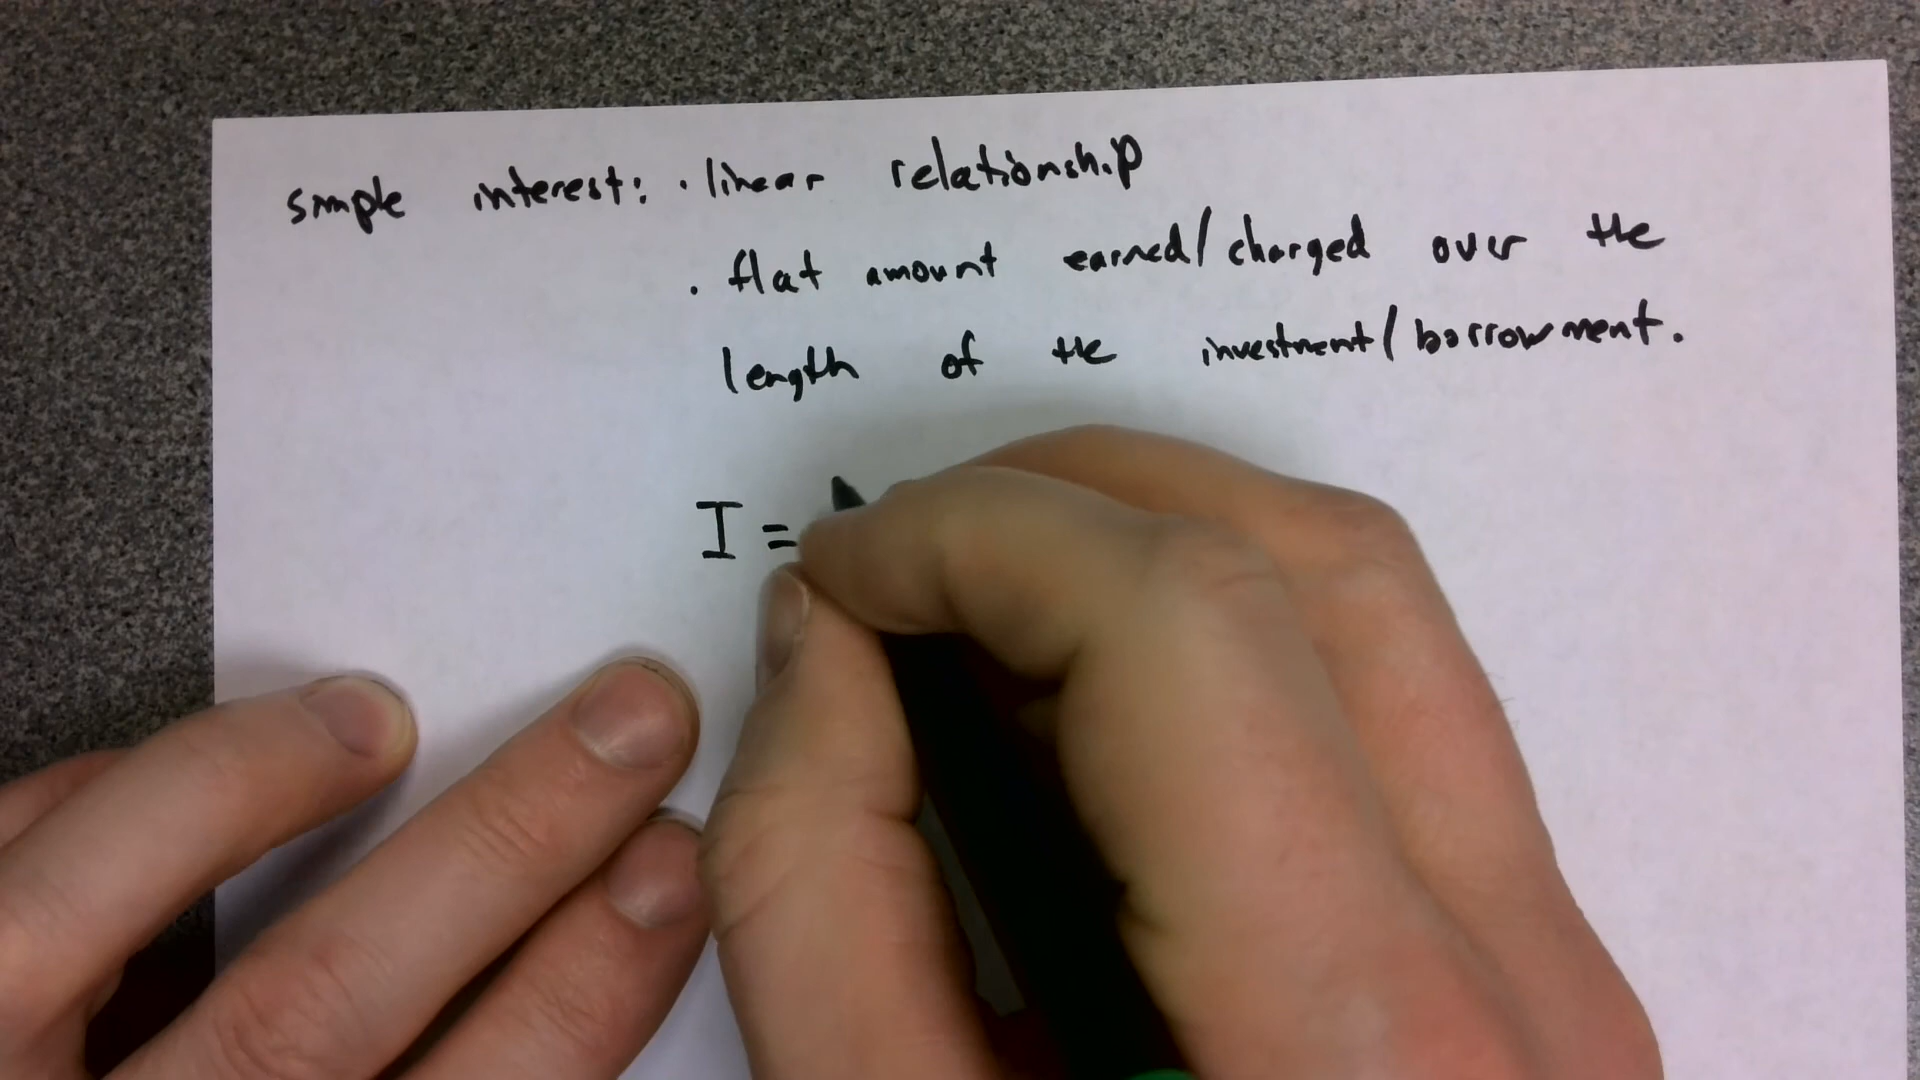 simple interest: · linear relationship
· flat amount earned/charged over the
length of the investment/borrowment.
I =